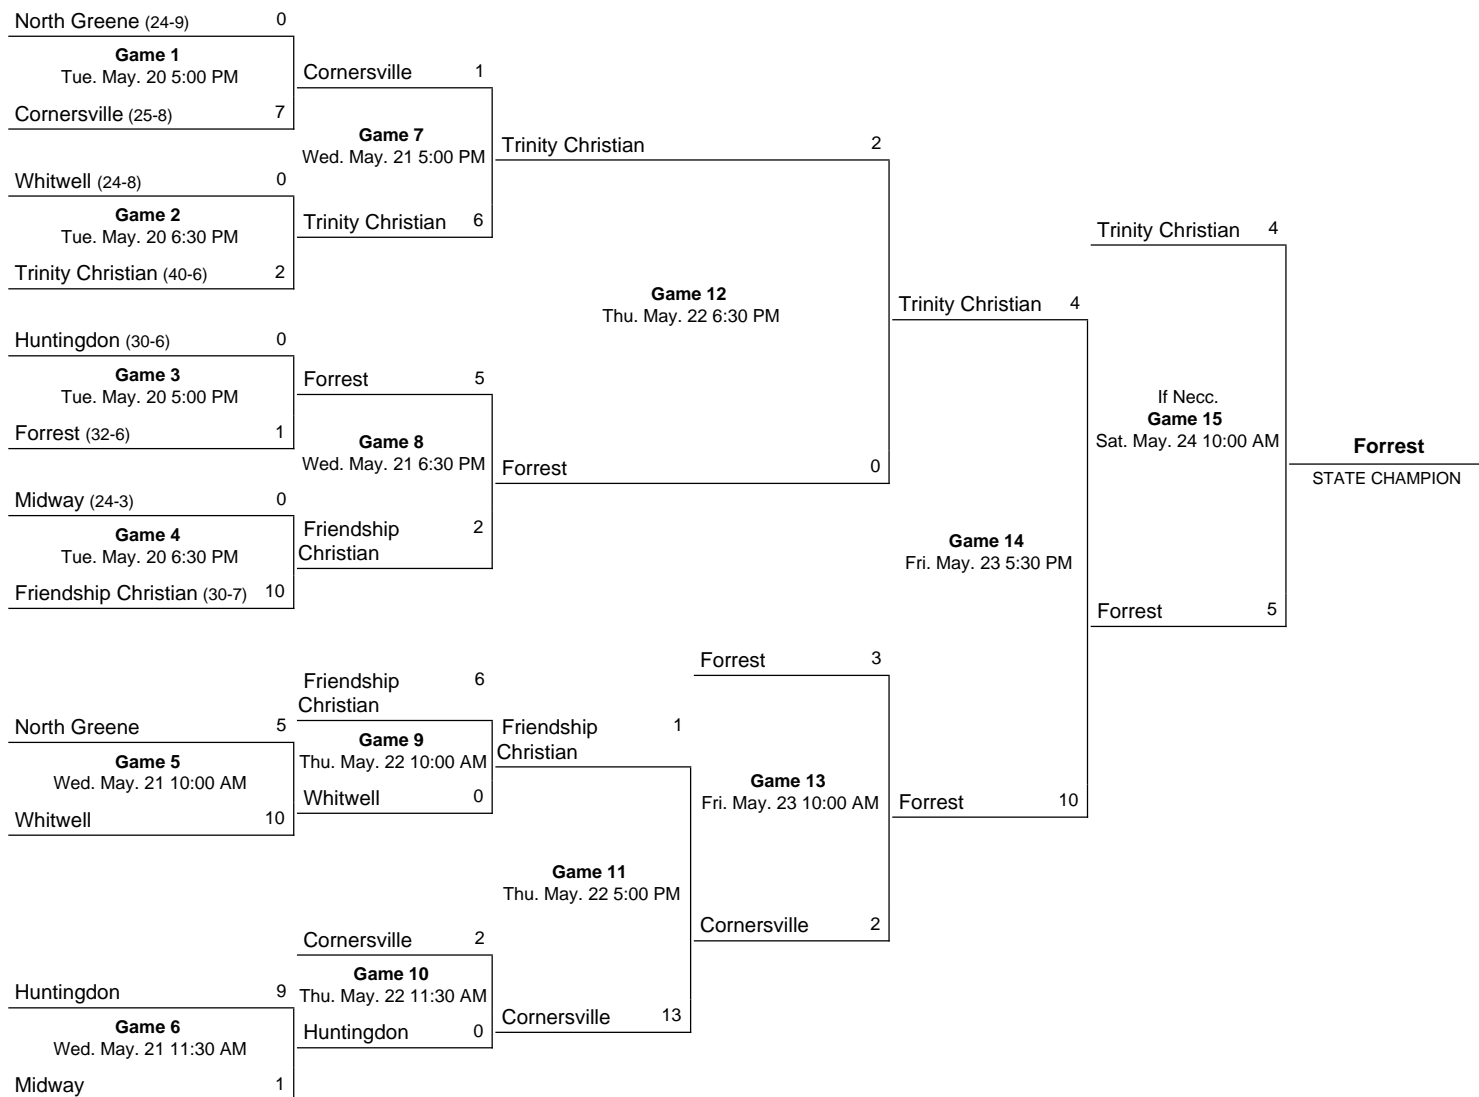 North Greene (24-9) 0
Game 1
Tue. May. 20 5:00 PM
Cornersville (25-8) 7
Whitwell (24-8) 0
Game 2
Tue. May. 20 6:30 PM
Trinity Christian (40-6) 2
Huntingdon (30-6) 0
Game 3
Tue. May. 20 5:00 PM
Forrest (32-6) 1
Midway (24-3) 0
Game 4
Tue. May. 20 6:30 PM
Friendship Christian (30-7) 10
North Greene 5
Game 5
Wed. May. 21 10:00 AM
Whitwell 10
Huntingdon 9
Game 6
Wed. May. 21 11:30 AM
Midway 1
Cornersville 1
Game 7
Wed. May. 21 5:00 PM
Trinity Christian 6
Forrest 5
Game 8
Wed. May. 21 6:30 PM
Friendship 2
Christian
Friendship 6
Christian
Game 9
Thu. May. 22 10:00 AM
Whitwell 0
Cornersville 2
Game 10
Thu. May. 22 11:30 AM
Huntingdon 0
Trinity Christian 2
Game 12
Thu. May. 22 6:30 PM
Forrest 0
Friendship 1
Christian
Game 11
Thu. May. 22 5:00 PM
Cornersville 13
Forrest 3
Game 13
Fri. May. 23 10:00 AM
Cornersville 2
Trinity Christian 4
Game 14
Fri. May. 23 5:30 PM
Forrest 10
Trinity Christian 4
If Necc.
Game 15
Sat. May. 24 10:00 AM
Forrest 5
Forrest
STATE CHAMPION